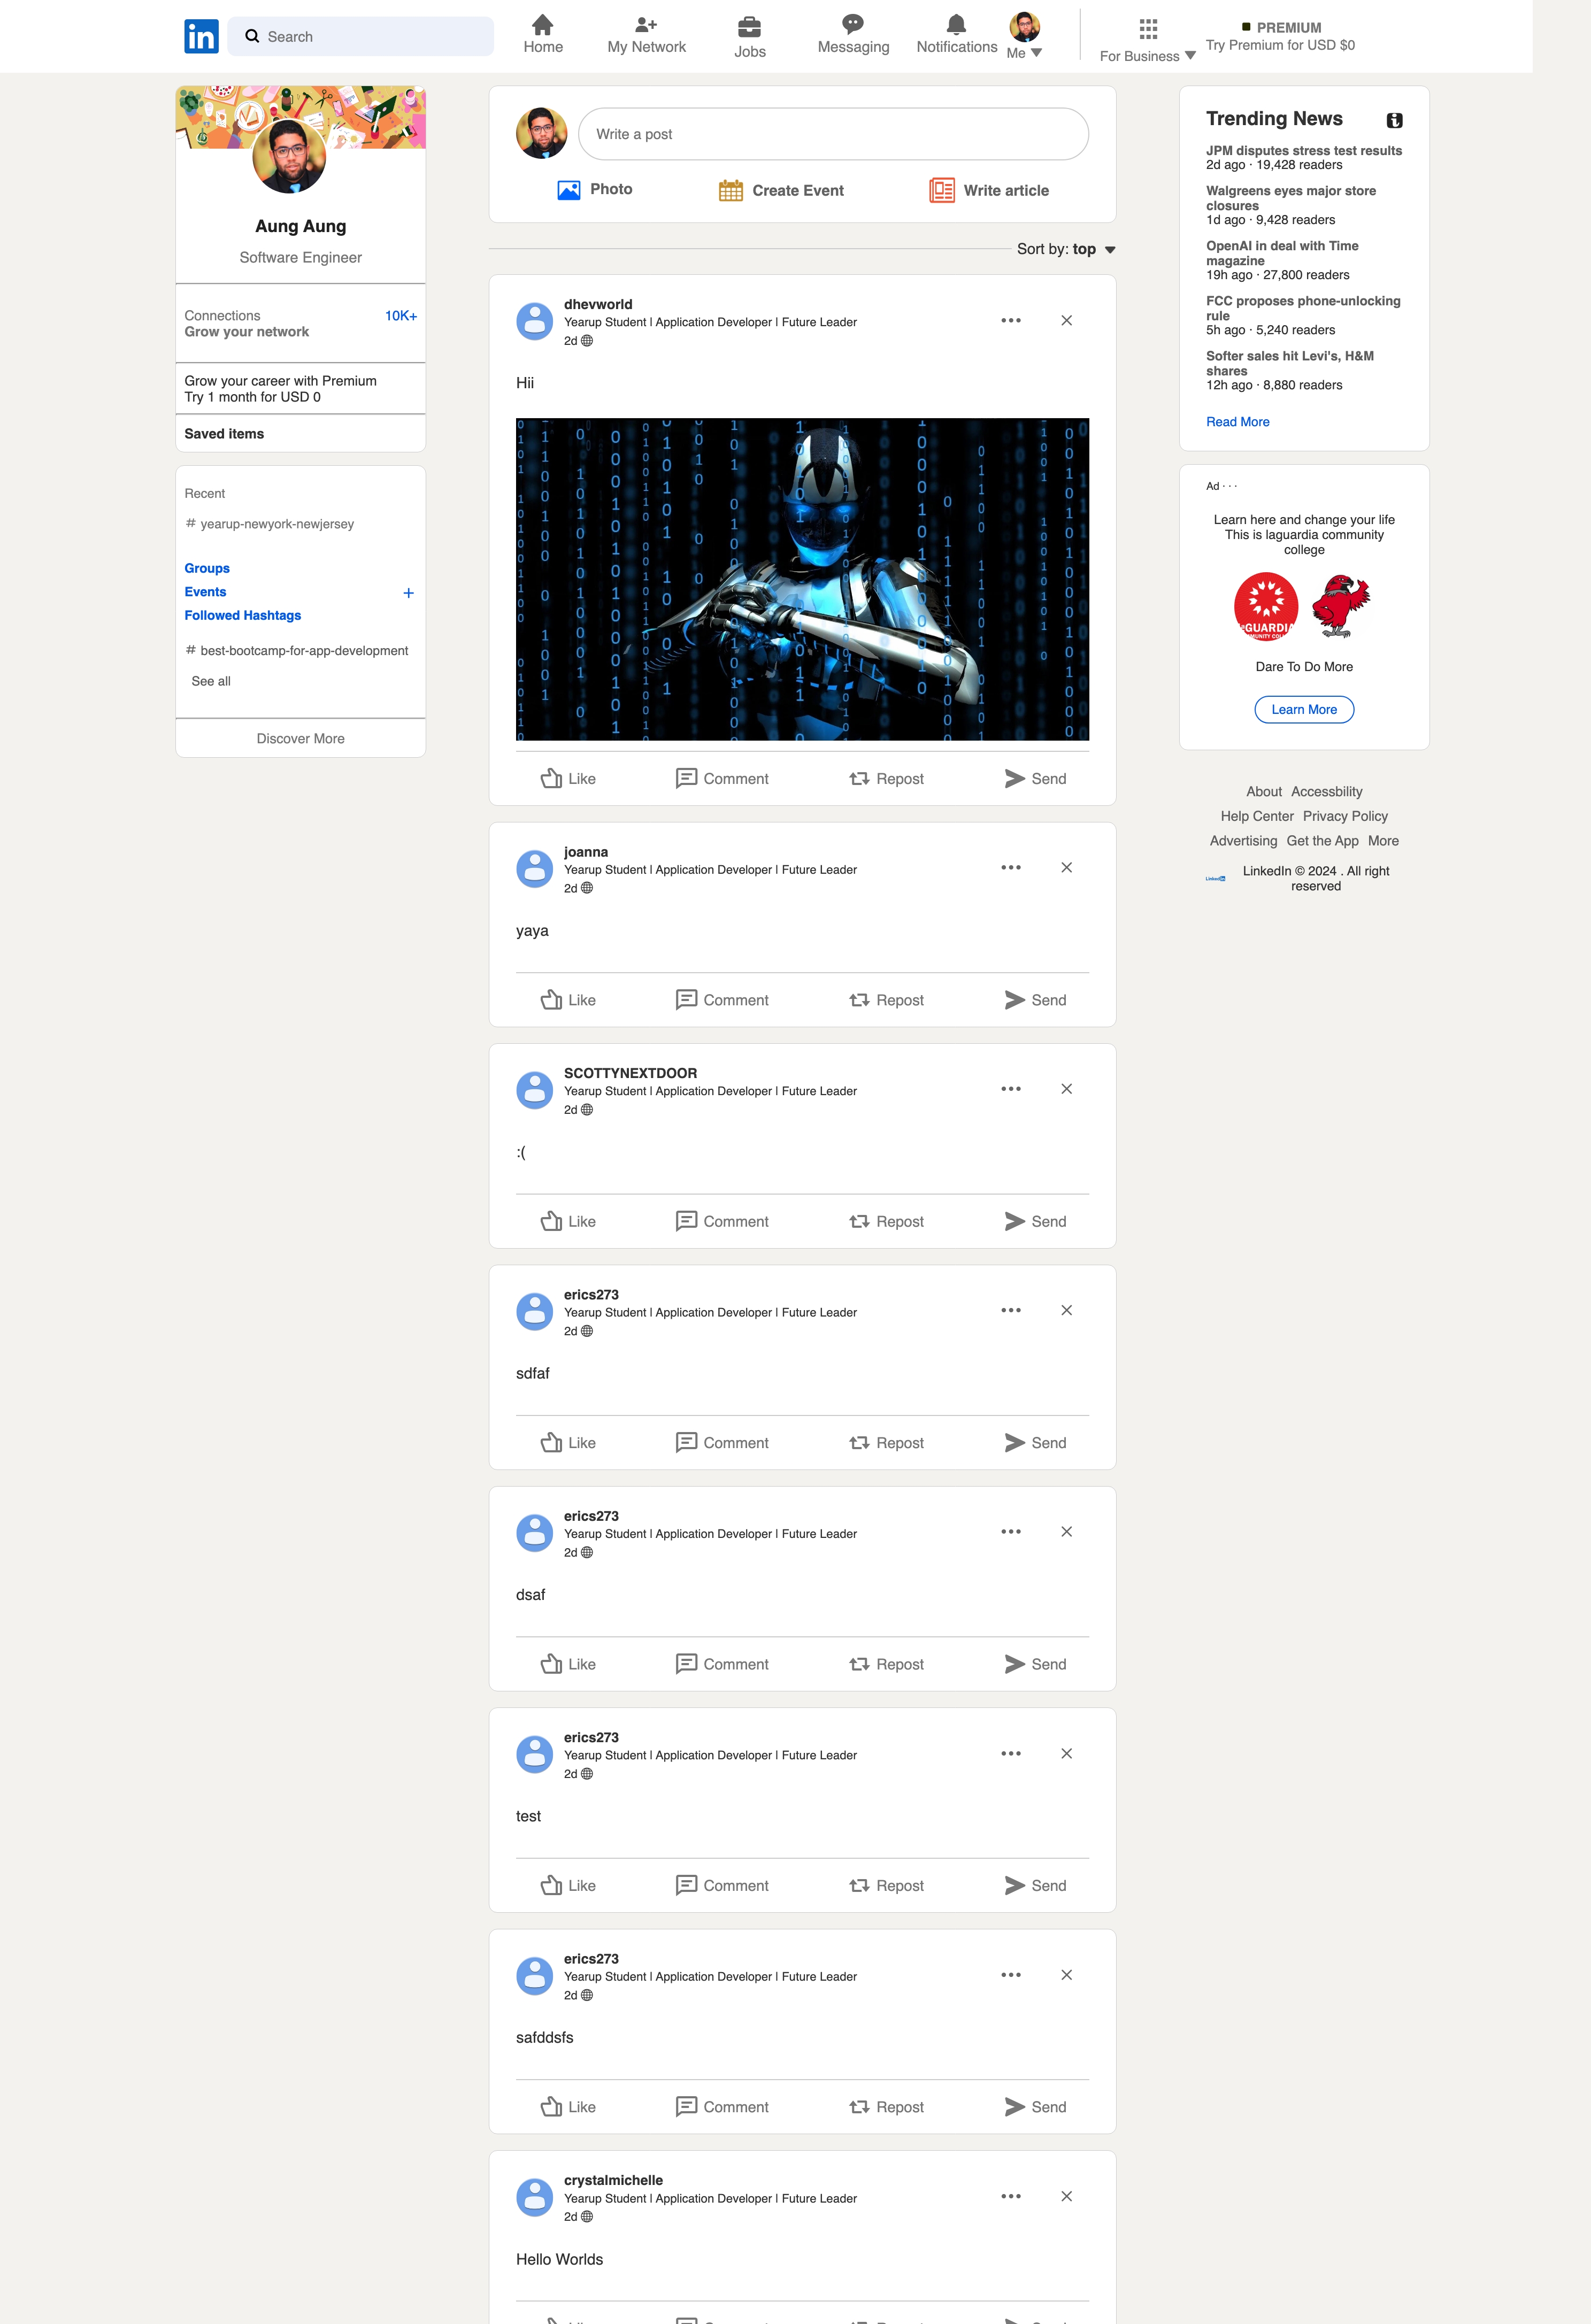 in
Search
Home
My Network
Jobs
Messaging
Notifications
Me
For Business
PREMIUM
Try Premium for USD $0
Aung Aung
Software Engineer
Connections 10K+
Grow your network
Grow your career with Premium
Try 1 month for USD 0
Saved items
Recent
# yearup-newyork-newjersey
Groups
Events +
Followed Hashtags
# best-bootcamp-for-app-development
See all
Discover More
Write a post
Photo
Create Event
Write article
Sort by: top
dhevworld
Yearup Student | Application Developer | Future Leader
2d
Hii
Like Comment Repost Send
joanna
Yearup Student | Application Developer | Future Leader
2d
yaya
Like Comment Repost Send
SCOTTYNEXTDOOR
Yearup Student | Application Developer | Future Leader
2d
:(
Like Comment Repost Send
erics273
Yearup Student | Application Developer | Future Leader
2d
sdfaf
Like Comment Repost Send
erics273
Yearup Student | Application Developer | Future Leader
2d
dsaf
Like Comment Repost Send
erics273
Yearup Student | Application Developer | Future Leader
2d
test
Like Comment Repost Send
erics273
Yearup Student | Application Developer | Future Leader
2d
safddsfs
Like Comment Repost Send
crystalmichelle
Yearup Student | Application Developer | Future Leader
2d
Hello Worlds
Trending News
JPM disputes stress test results
2d ago · 19,428 readers
Walgreens eyes major store
closures
1d ago · 9,428 readers
OpenAI in deal with Time
magazine
19h ago · 27,800 readers
FCC proposes phone-unlocking
rule
5h ago · 5,240 readers
Softer sales hit Levi's, H&M
shares
12h ago · 8,880 readers
Read More
Ad · · ·
Learn here and change your life
This is laguardia community
college
GUARDIA
Dare To Do More
Learn More
About Accessbility
Help Center Privacy Policy
Advertising Get the App More
LinkedIn
LinkedIn © 2024 . All right
reserved